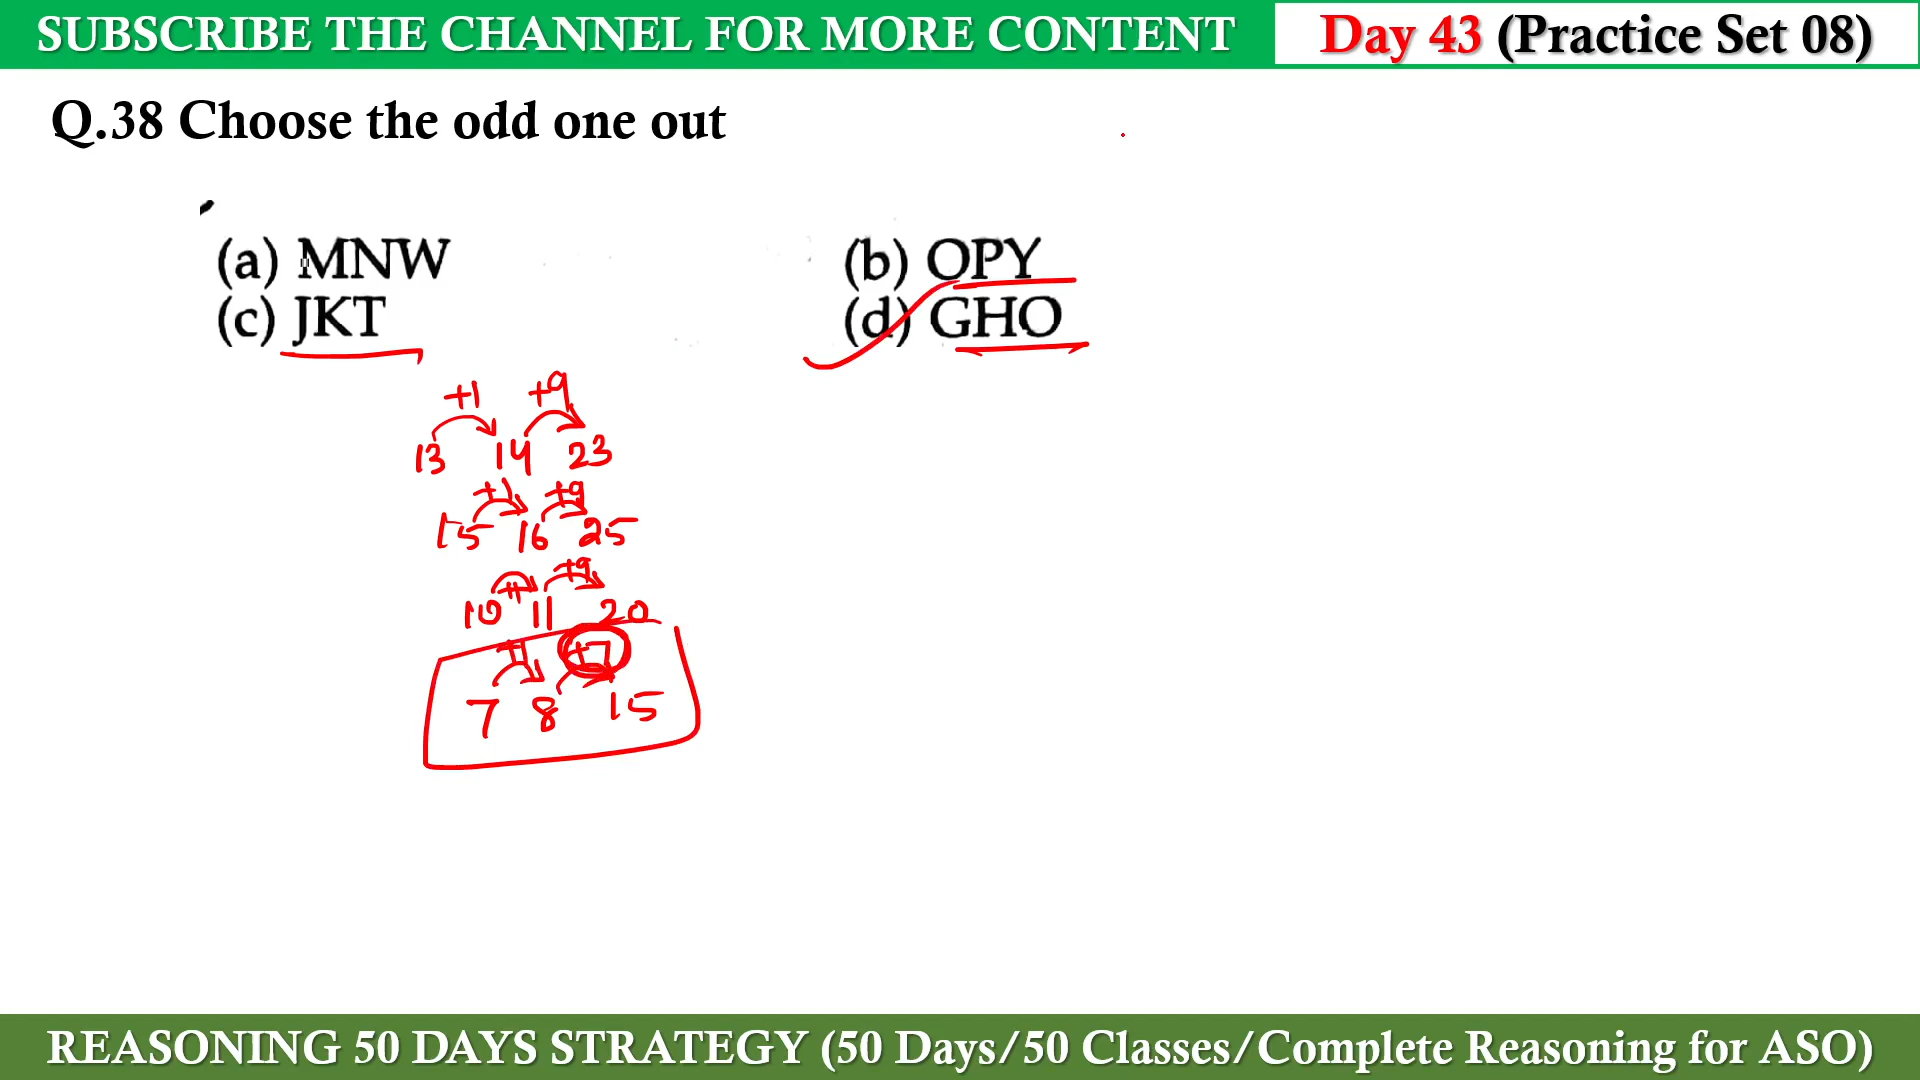 SUBSCRIBE THE CHANNEL FOR MORE CONTENT
Day 43 (Practice Set 08)
Q.38 Choose the odd one out
(a) MNW (b) OPY
(c) JKT (d) GHO
+1 +9
13 14 23
+1 +9
15 16 25
+1 +9
10 11 20
+1 +7
7 8 15
REASONING 50 DAYS STRATEGY (50 Days/50 Classes/Complete Reasoning for ASO)